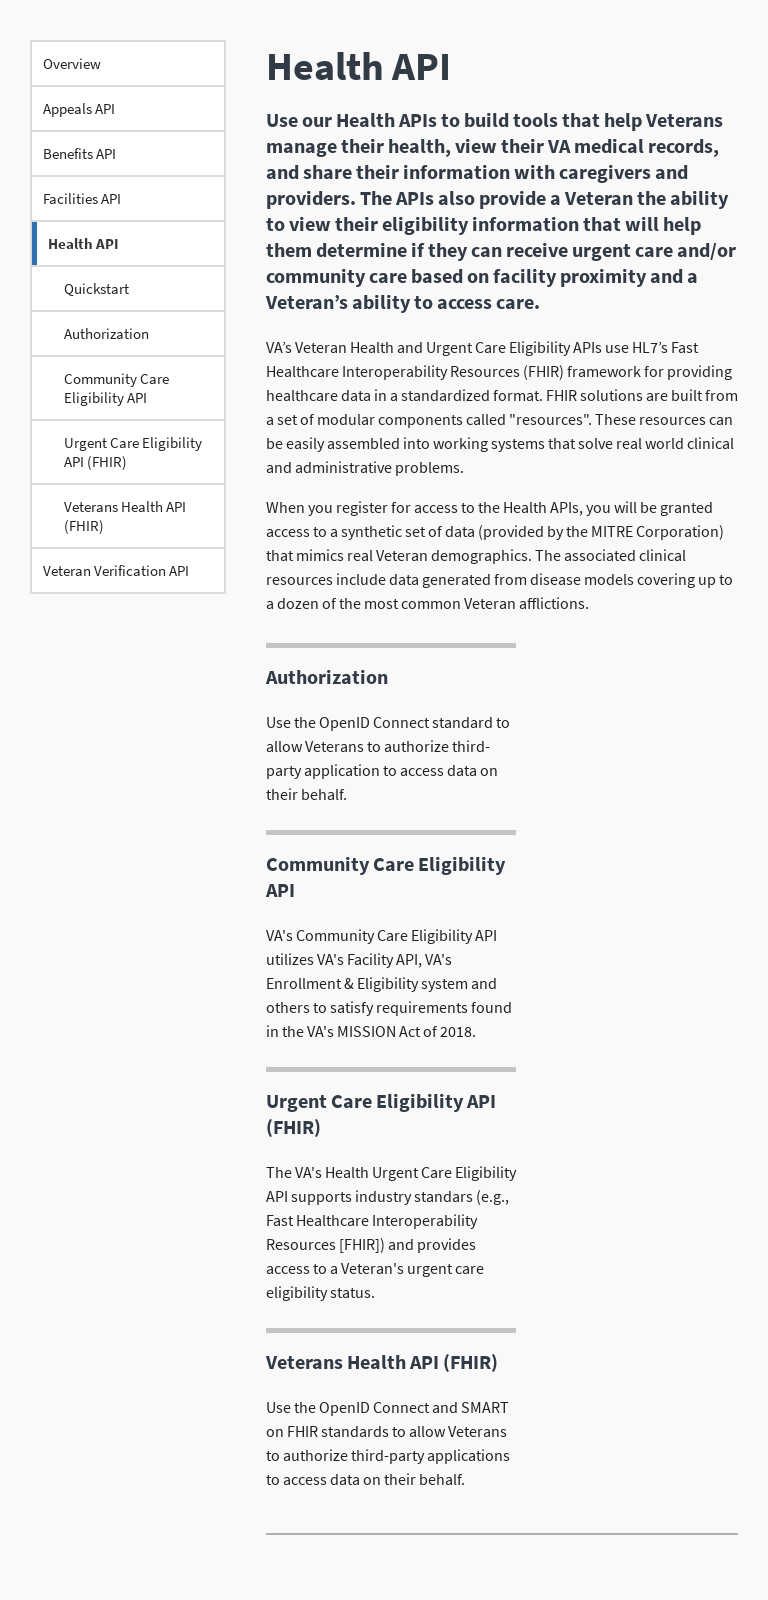 Overview
Appeals API
Benefits API
Facilities API
Health API
Quickstart
Authorization
Community Care
Eligibility API
Urgent Care Eligibility
API (FHIR)
Veterans Health API
(FHIR)
Veteran Verification API
Health API
Use our Health APIs to build tools that help Veterans
manage their health, view their VA medical records,
and share their information with caregivers and
providers. The APIs also provide a Veteran the ability
to view their eligibility information that will help
them determine if they can receive urgent care and/or
community care based on facility proximity and a
Veteran’s ability to access care.
VA’s Veteran Health and Urgent Care Eligibility APIs use HL7’s Fast
Healthcare Interoperability Resources (FHIR) framework for providing
healthcare data in a standardized format. FHIR solutions are built from
a set of modular components called "resources". These resources can
be easily assembled into working systems that solve real world clinical
and administrative problems.
When you register for access to the Health APIs, you will be granted
access to a synthetic set of data (provided by the MITRE Corporation)
that mimics real Veteran demographics. The associated clinical
resources include data generated from disease models covering up to
a dozen of the most common Veteran afflictions.
Authorization
Use the OpenID Connect standard to
allow Veterans to authorize third-
party application to access data on
their behalf.
Community Care Eligibility
API
VA's Community Care Eligibility API
utilizes VA's Facility API, VA's
Enrollment & Eligibility system and
others to satisfy requirements found
in the VA's MISSION Act of 2018.
Urgent Care Eligibility API
(FHIR)
The VA's Health Urgent Care Eligibility
API supports industry standars (e.g.,
Fast Healthcare Interoperability
Resources [FHIR]) and provides
access to a Veteran's urgent care
eligibility status.
Veterans Health API (FHIR)
Use the OpenID Connect and SMART
on FHIR standards to allow Veterans
to authorize third-party applications
to access data on their behalf.